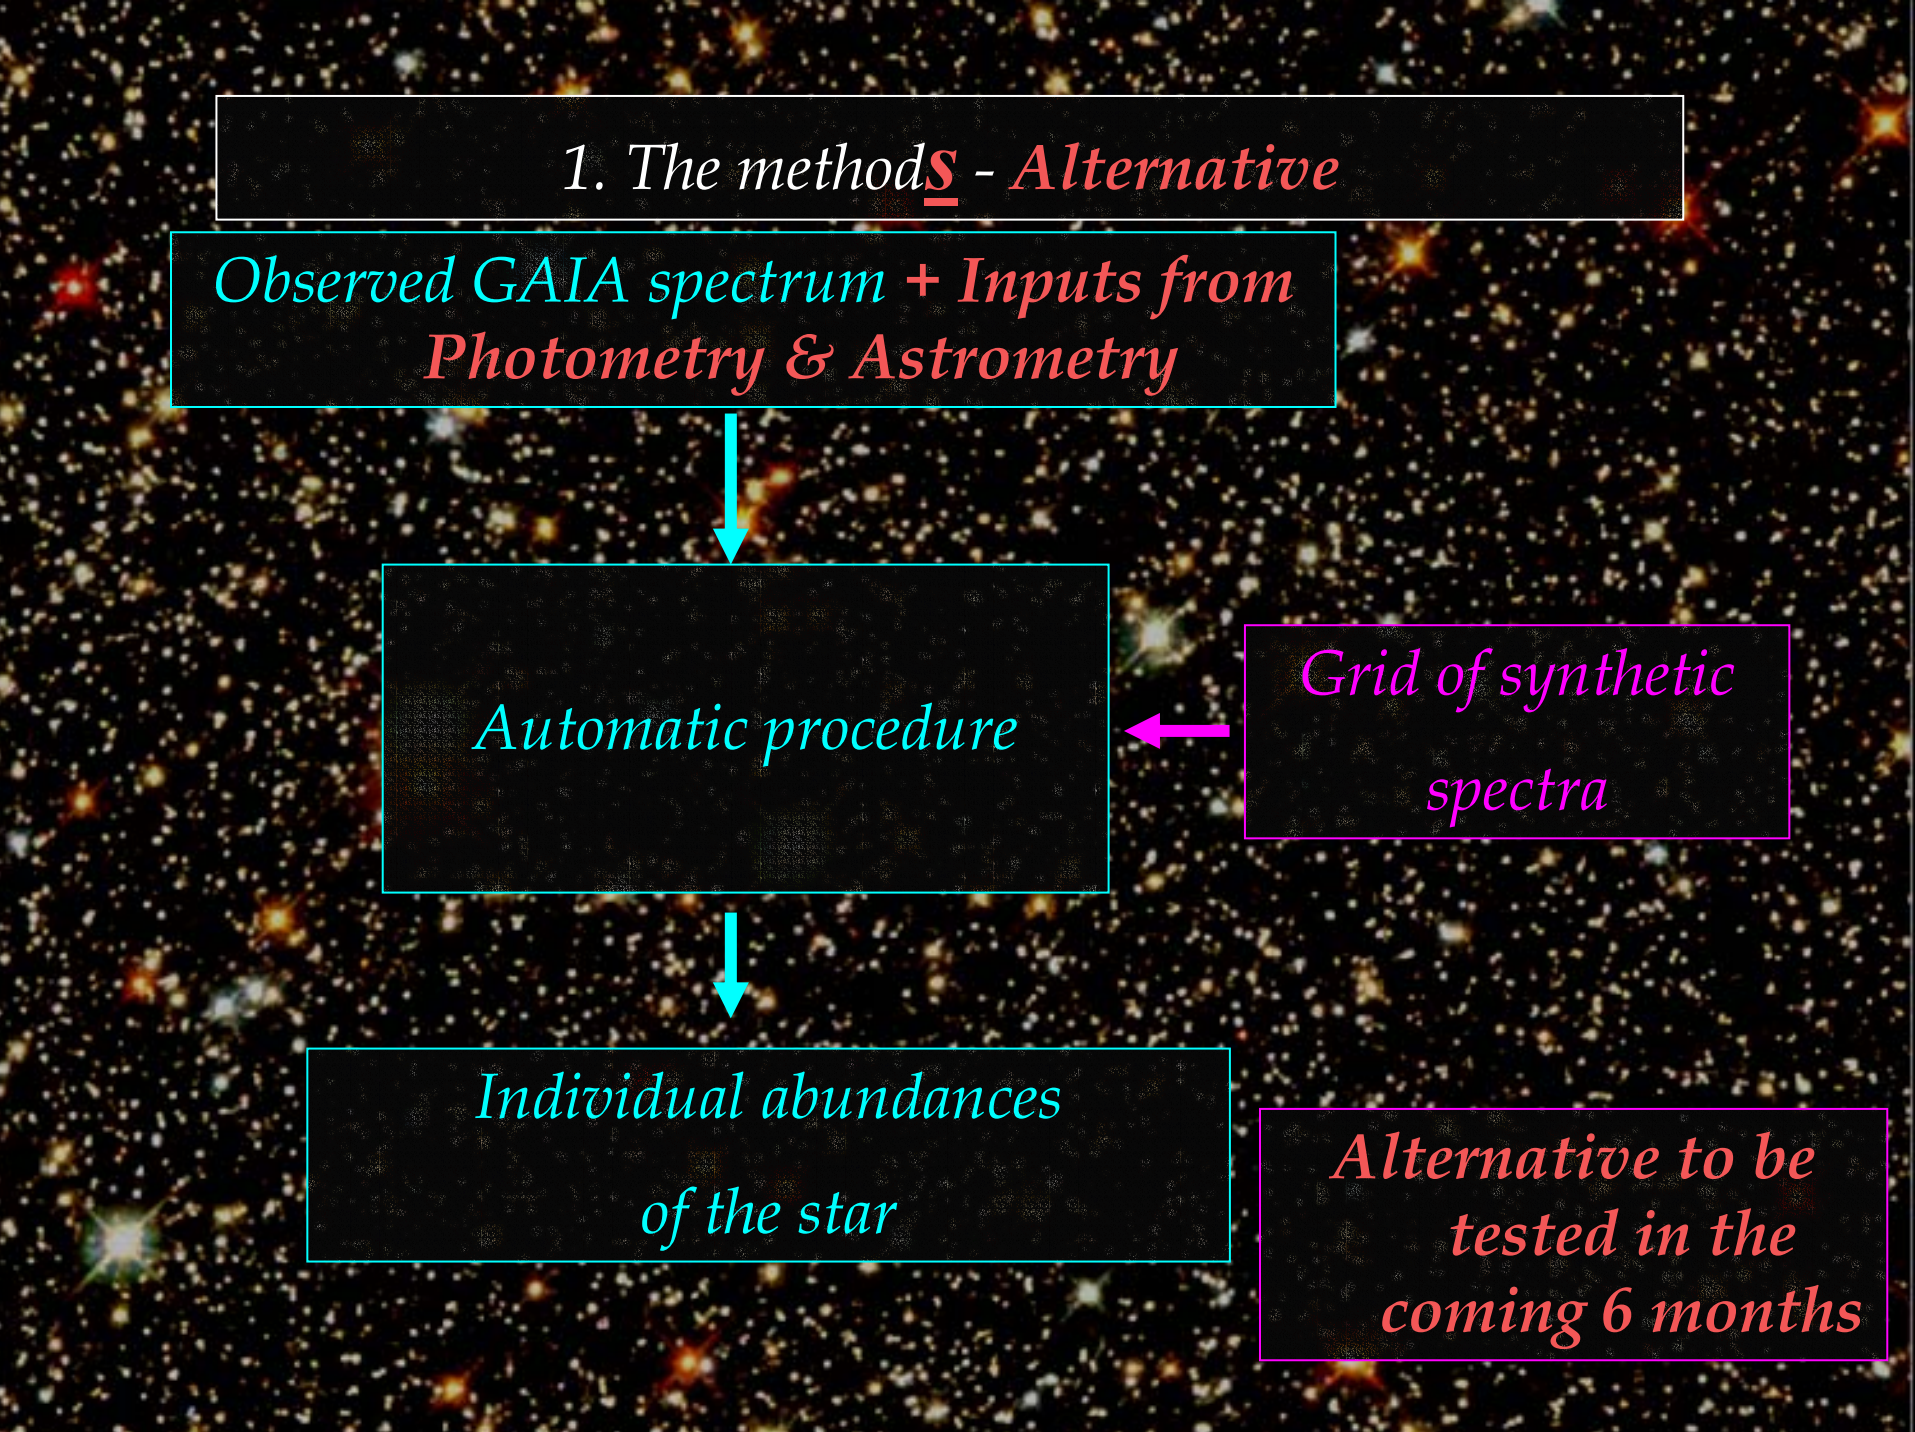 1. The methods - Alternative
Observed GAIA spectrum + Inputs from
Photometry & Astrometry
Automatic procedure
Grid of synthetic
spectra
Individual abundances
of the star
Alternative to be
tested in the
coming 6 months